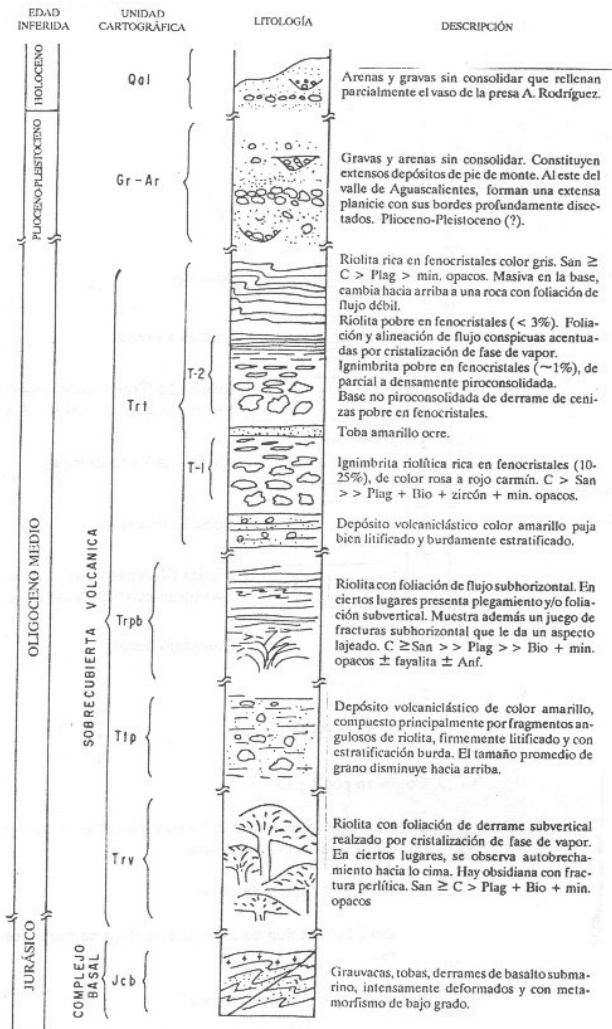 EDAD INFERIDA
UNIDAD CARTOGRÁFICA
LITOLOGÍA
DESCRIPCIÓN
HOLOCENO
Qal
Arenas y gravas sin consolidar que rellenan
parcialmente el vaso de la presa A. Rodríguez.
PLIOCENO-PLEISTOCENO
Gr-Ar
Gravas y arenas sin consolidar. Constituyen
extensos depósitos de pie de monte. Al este del
valle de Aguascalientes, forman una extensa
planicie con sus bordes profundamente disec-
tados. Plioceno-Pleistoceno (?).
OLIGOCENO MEDIO
SOBRECUBIERTA VOLCANICA
Trt
T-2
Riolita rica en fenocristales color gris. San ≥
C > Plag > min. opacos. Masiva en la base,
cambia hacia arriba a una roca con foliación de
flujo débil.
Riolita pobre en fenocristales (< 3%). Folia-
ción y alineación de flujo conspicuas acentua-
das por cristalización de fase de vapor.
Ignimbrita pobre en fenocristales (~1%), de
parcial a densamente piroconsolidada.
Base no piroconsolidada de derrame de ceni-
zas pobre en fenocristales.
Toba amarillo ocre.
T-1
Ignimbrita riolítica rica en fenocristales (10-
25%), de color rosa a rojo carmín. C > San
> > Plag + Bio + zircón + min. opacos.
Depósito volcaniclástico color amarillo paja
bien litificado y burdamente estratificado.
Trpb
Riolita con foliación de flujo subhorizontal. En
ciertos lugares presenta plegamiento y/o folia-
ción subvertical. Muestra además un juego de
fracturas subhorizontal que le da un aspecto
lajeado. C ≥ San > > Plag > > Bio + min.
opacos ± fayalita ± Anf.
Ttp
Depósito volcaniclástico de color amarillo,
compuesto principalmente por fragmentos an-
gulosos de riolita, firmemente litificado y con
estratificación burda. El tamaño promedio de
grano disminuye hacia arriba.
Trv
Riolita con foliación de derrame subvertical
realzado por cristalización de fase de vapor.
En ciertos lugares, se observa autobrecha-
miento hacia lo cima. Hay obsidiana con frac-
tura perlítica. San ≥ C > Plag + Bio + min.
opacos
JURÁSICO
COMPLEJO BASAL
Jcb
Grauvacas, tobas, derrames de basalto submari-
no, intensamente deformados y con meta-
morfismo de bajo grado.